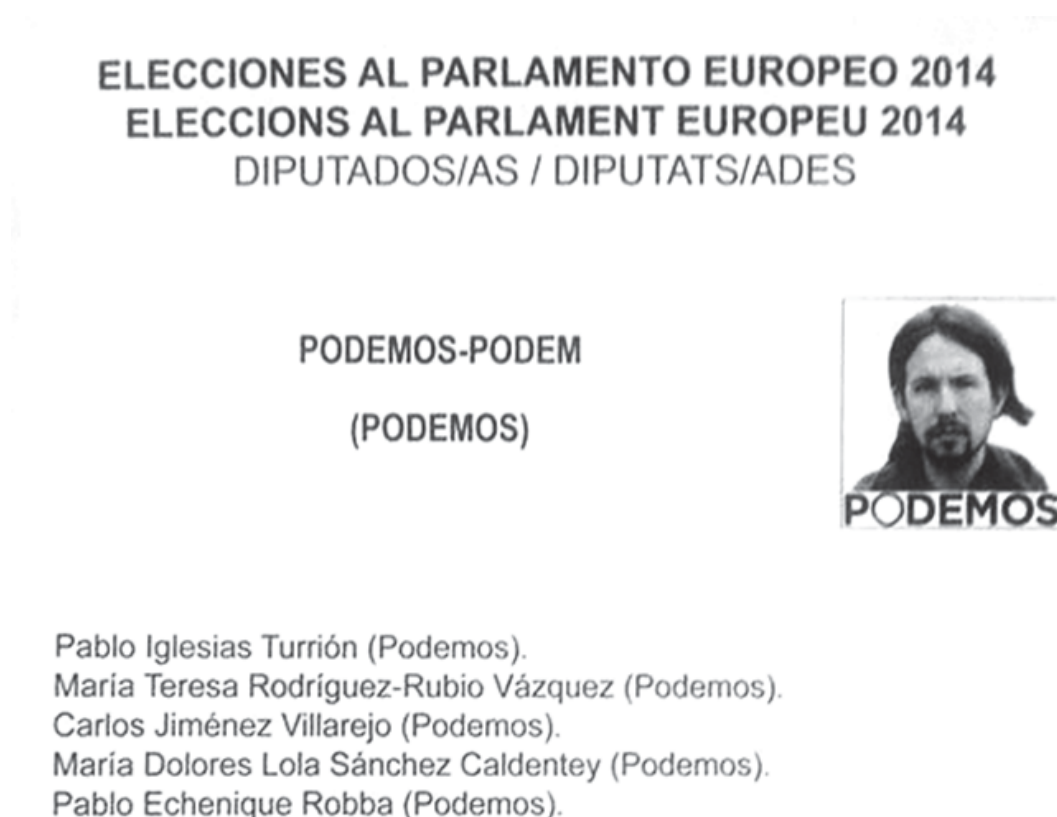 ELECCIONES AL PARLAMENTO EUROPEO 2014
ELECCIONS AL PARLAMENT EUROPEU 2014
DIPUTADOS/AS / DIPUTATS/ADES
PODEMOS-PODEM
(PODEMOS)
PODEMOS
Pablo Iglesias Turrión (Podemos).
María Teresa Rodríguez-Rubio Vázquez (Podemos).
Carlos Jiménez Villarejo (Podemos).
María Dolores Lola Sánchez Caldentey (Podemos).
Pablo Echenique Robba (Podemos).